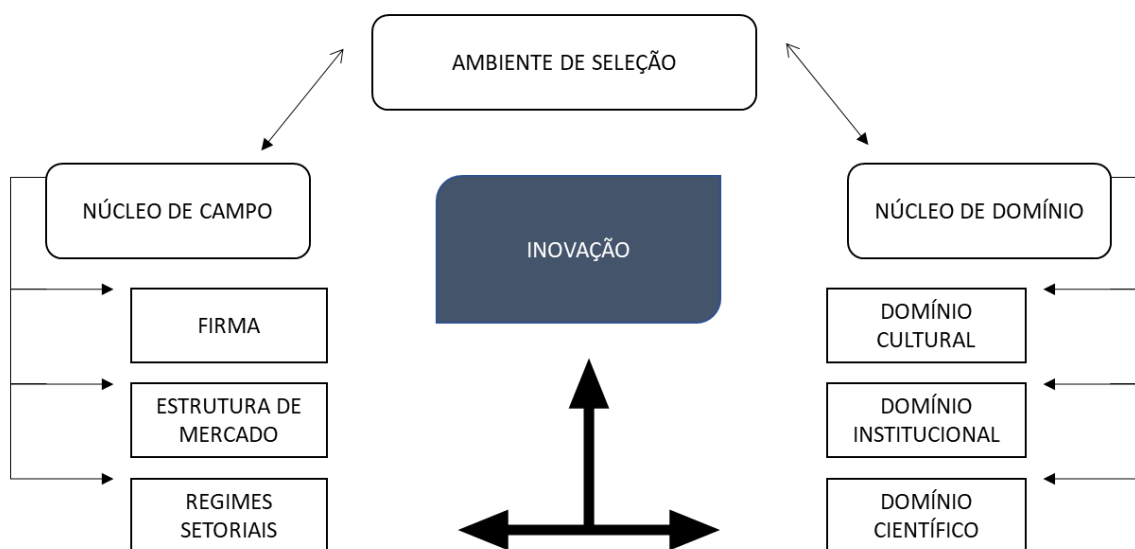 AMBIENTE DE SELEÇÃO
NÚCLEO DE CAMPO
INOVAÇÃO
NÚCLEO DE DOMÍNIO
FIRMA
ESTRUTURA DE
MERCADO
REGIMES
SETORIAIS
DOMÍNIO
CULTURAL
DOMÍNIO
INSTITUCIONAL
DOMÍNIO
CIENTÍFICO